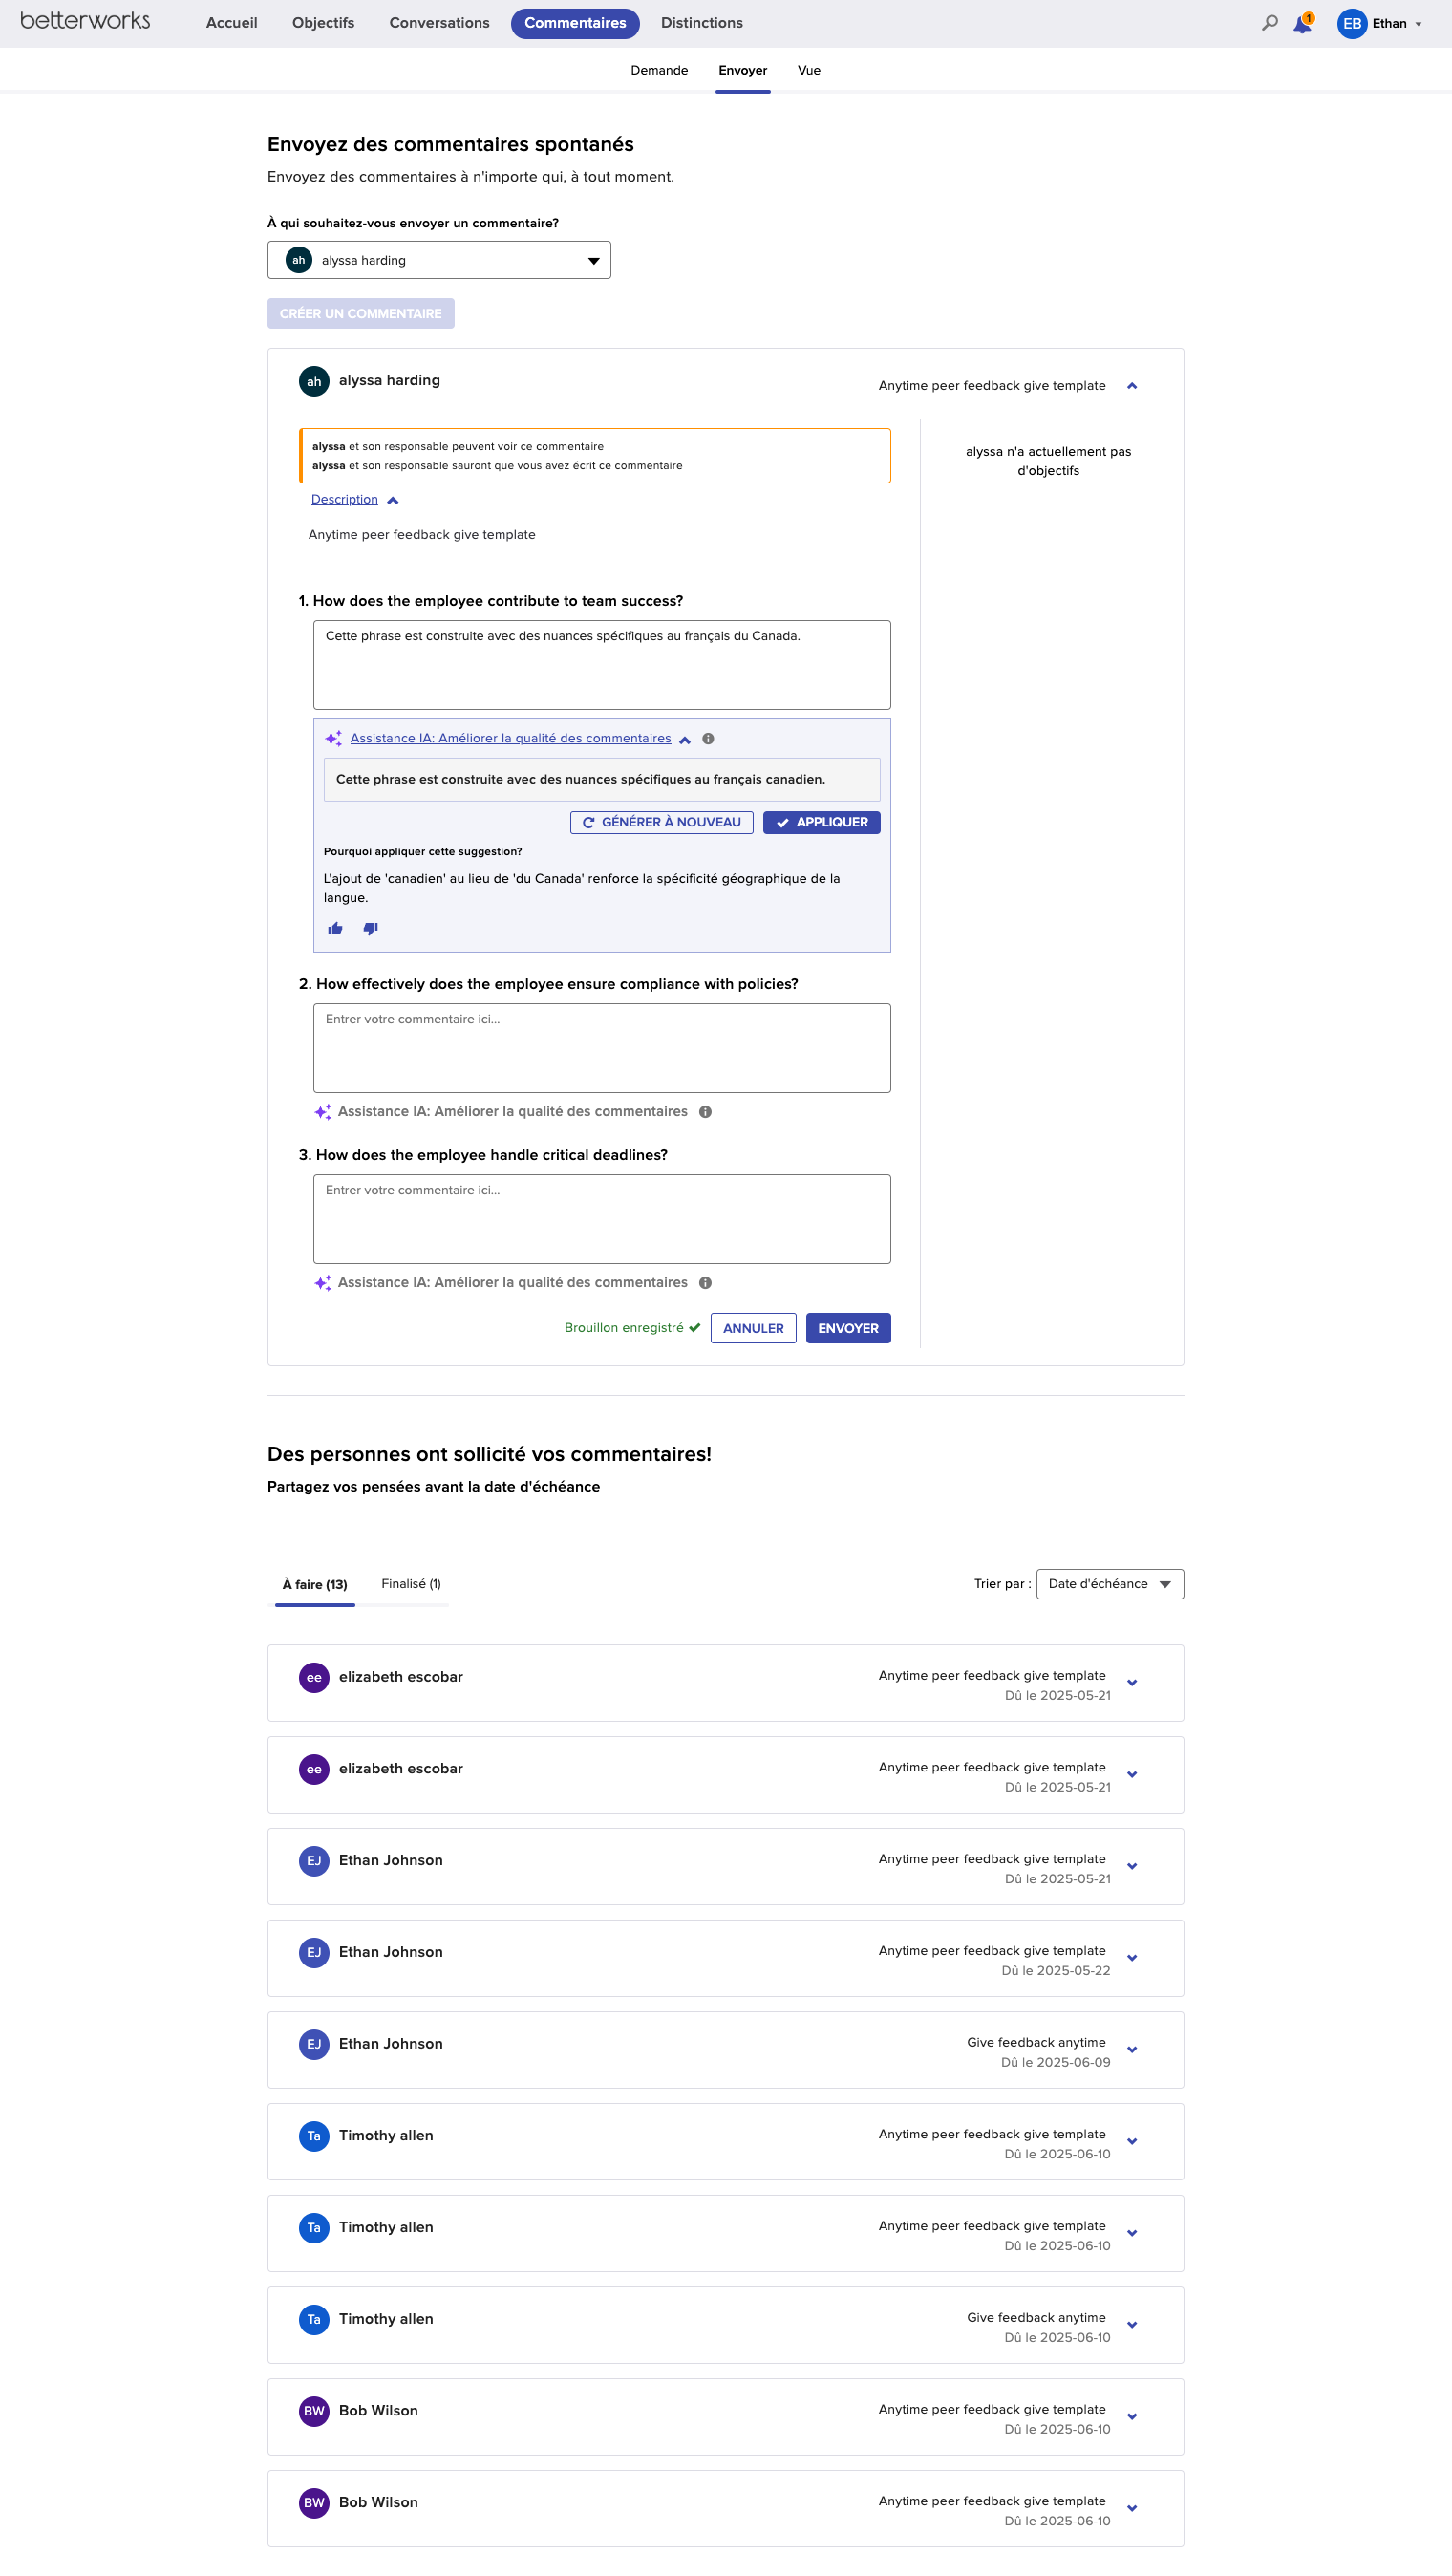 betterworks
Accueil
Objectifs
Conversations
Commentaires
Distinctions
1
EB
Ethan
Demande
Envoyer
Vue
Envoyez des commentaires spontanés
Envoyez des commentaires à n'importe qui, à tout moment.
À qui souhaitez-vous envoyer un commentaire?
ah alyssa harding
CRÉER UN COMMENTAIRE
ah alyssa harding
Anytime peer feedback give template
alyssa et son responsable peuvent voir ce commentaire
alyssa et son responsable sauront que vous avez écrit ce commentaire
alyssa n'a actuellement pas
d'objectifs
Description
Anytime peer feedback give template
1. How does the employee contribute to team success?
Cette phrase est construite avec des nuances spécifiques au français du Canada.
Assistance IA: Améliorer la qualité des commentaires
Cette phrase est construite avec des nuances spécifiques au français canadien.
GÉNÉRER À NOUVEAU
APPLIQUER
Pourquoi appliquer cette suggestion?
L'ajout de 'canadien' au lieu de 'du Canada' renforce la spécificité géographique de la
langue.
2. How effectively does the employee ensure compliance with policies?
Entrer votre commentaire ici...
Assistance IA: Améliorer la qualité des commentaires
3. How does the employee handle critical deadlines?
Entrer votre commentaire ici...
Assistance IA: Améliorer la qualité des commentaires
Brouillon enregistré
ANNULER
ENVOYER
Des personnes ont sollicité vos commentaires!
Partagez vos pensées avant la date d'échéance
À faire (13)
Finalisé (1)
Trier par :
Date d'échéance
ee elizabeth escobar
Anytime peer feedback give template
Dû le 2025-05-21
ee elizabeth escobar
Anytime peer feedback give template
Dû le 2025-05-21
EJ Ethan Johnson
Anytime peer feedback give template
Dû le 2025-05-21
EJ Ethan Johnson
Anytime peer feedback give template
Dû le 2025-05-22
EJ Ethan Johnson
Give feedback anytime
Dû le 2025-06-09
Ta Timothy allen
Anytime peer feedback give template
Dû le 2025-06-10
Ta Timothy allen
Anytime peer feedback give template
Dû le 2025-06-10
Ta Timothy allen
Give feedback anytime
Dû le 2025-06-10
BW Bob Wilson
Anytime peer feedback give template
Dû le 2025-06-10
BW Bob Wilson
Anytime peer feedback give template
Dû le 2025-06-10